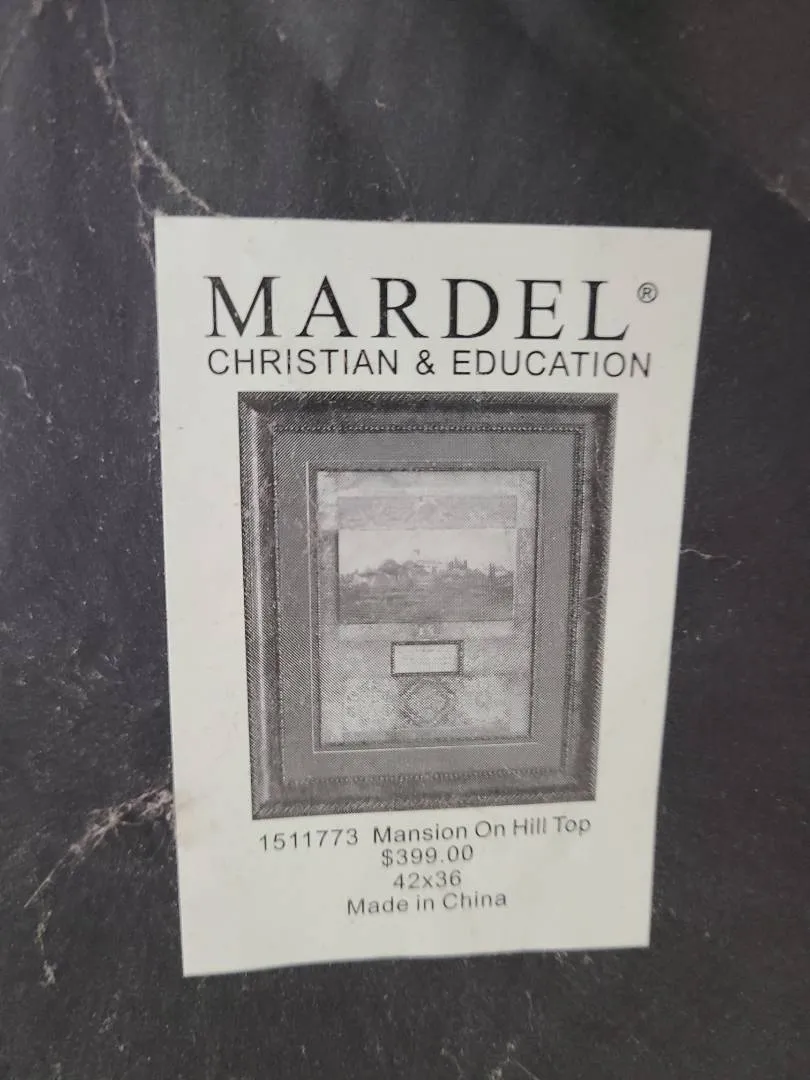 MARDEL®
CHRISTIAN & EDUCATION
1511773 Mansion On Hill Top
$399.00
42x36
Made in China